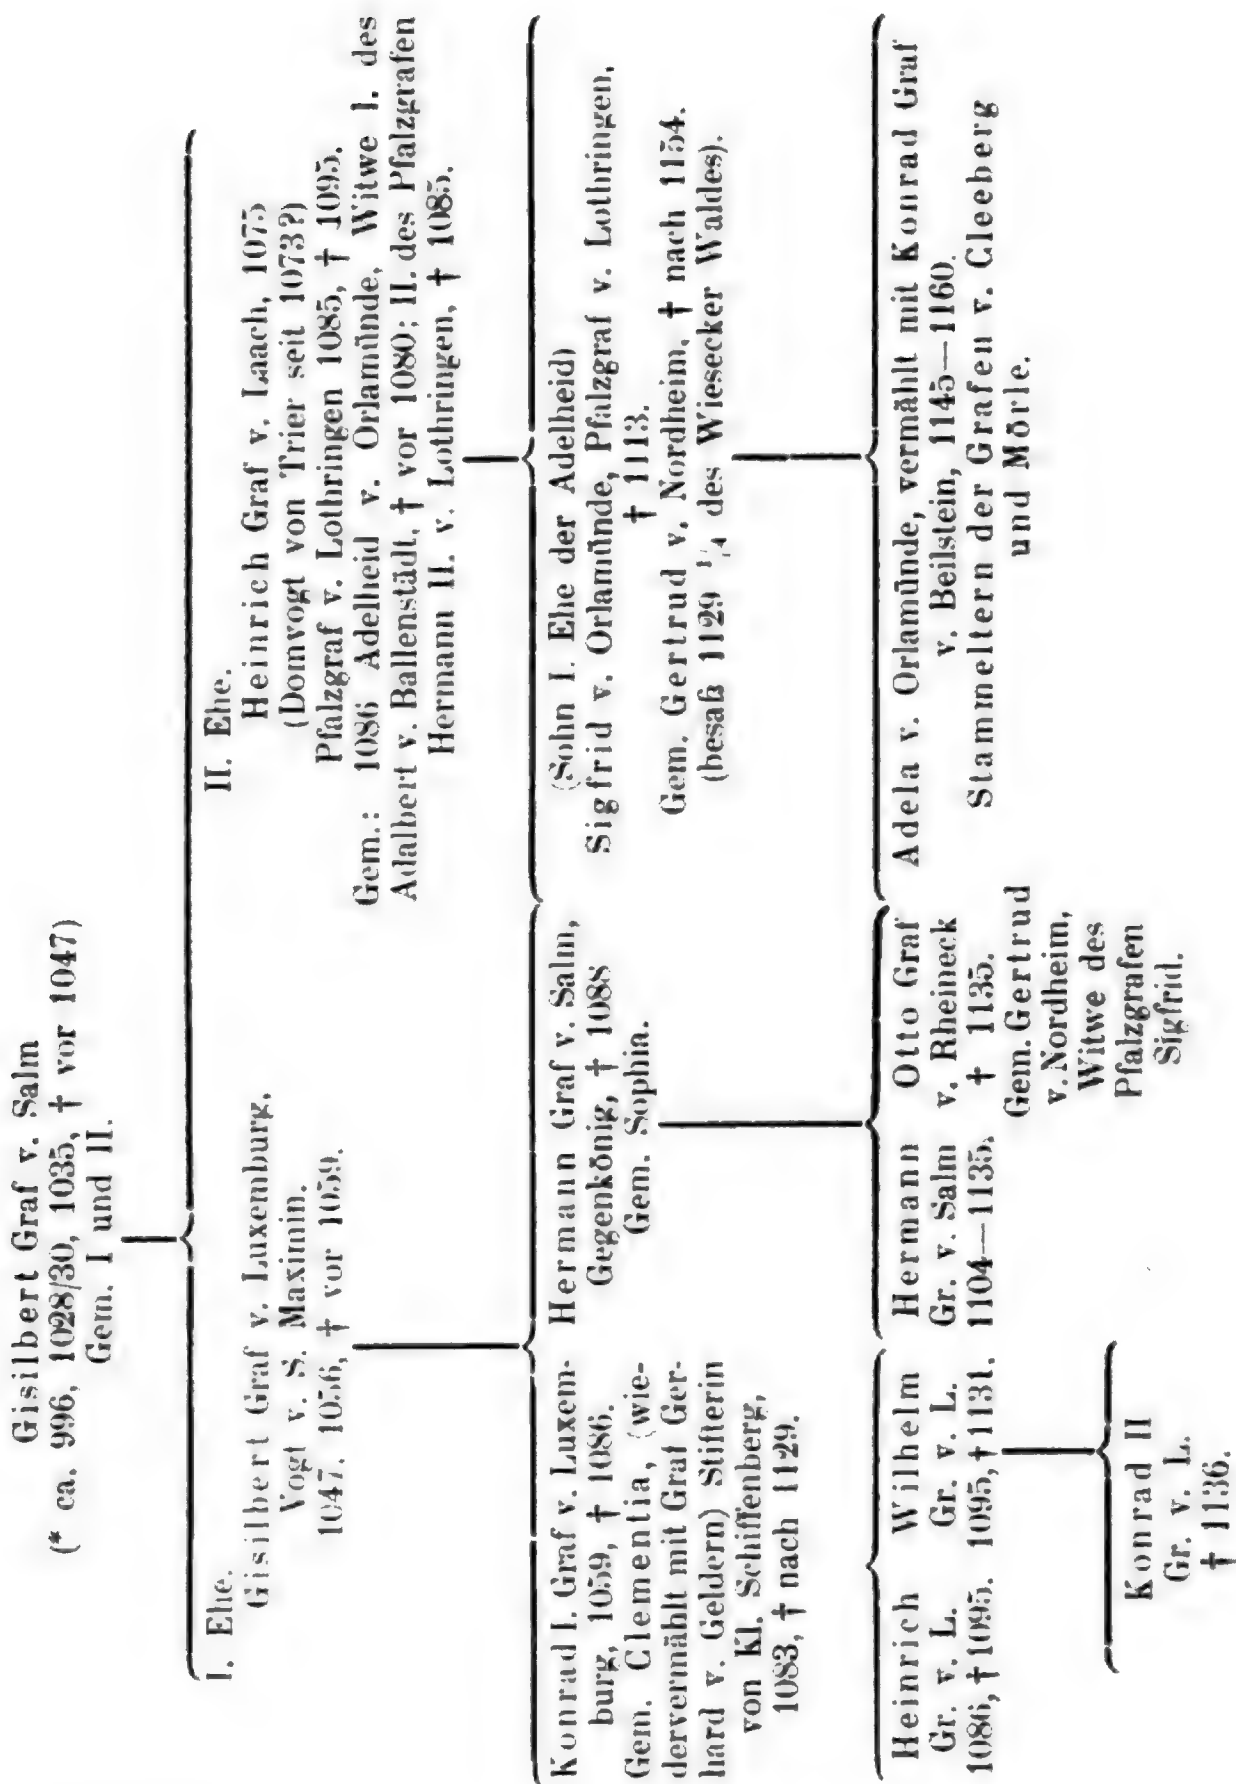 Gisilbert Graf v. Salm
(* ca. 996, 1028/30, 1035, † vor 1047)
Gem. I und II.
I. Ehe.
Gisilbert Graf v. Luxemburg,
Vogt v. S. Maximin.
1047, 1056, † vor 1059.
II. Ehe.
Heinrich Graf v. Laach, 1075
(Domvogt von Trier seit 1073?)
Pfalzgraf v. Lothringen 1085, † 1095.
Gem.: 1086 Adelheid v. Orlamünde, Witwe I. des
Adalbert v. Ballenstädt, † vor 1080; II. des Pfalzgrafen
Hermann II. v. Lothringen, † 1085.
Konrad I. Graf v. Luxem-
burg, 1059, † 1086.
Gem. Clementia, (wie-
dervermählt mit Graf Ger-
hard v. Geldern) Stifterin
von Kl. Schiffenberg,
1083, † nach 1129.
Hermann Graf v. Salm,
Gegenkönig, † 1088
Gem. Sophia.
(Sohn I. Ehe der Adelheid)
Sigfrid v. Orlamünde, Pfalzgraf v. Lothringen,
† 1113.
Gem. Gertrud v. Nordheim, † nach 1154.
(besaß 1129 1/4 des Wiesecker Waldes).
Heinrich
Gr. v. L.
1086, † 1095.
Wilhelm
Gr. v. L.
1095, † 1131.
Hermann
Gr. v. Salm
1104—1135.
Otto Graf
v. Rheineck
† 1135.
Gem. Gertrud
v. Nordheim,
Witwe des
Pfalzgrafen
Sigfrid.
Adela v. Orlamünde, vermählt mit Konrad Graf
v. Beilstein, 1145—1160.
Stammeltern der Grafen v. Cleeberg
und Mörle.
Konrad II
Gr. v. L.
† 1136.